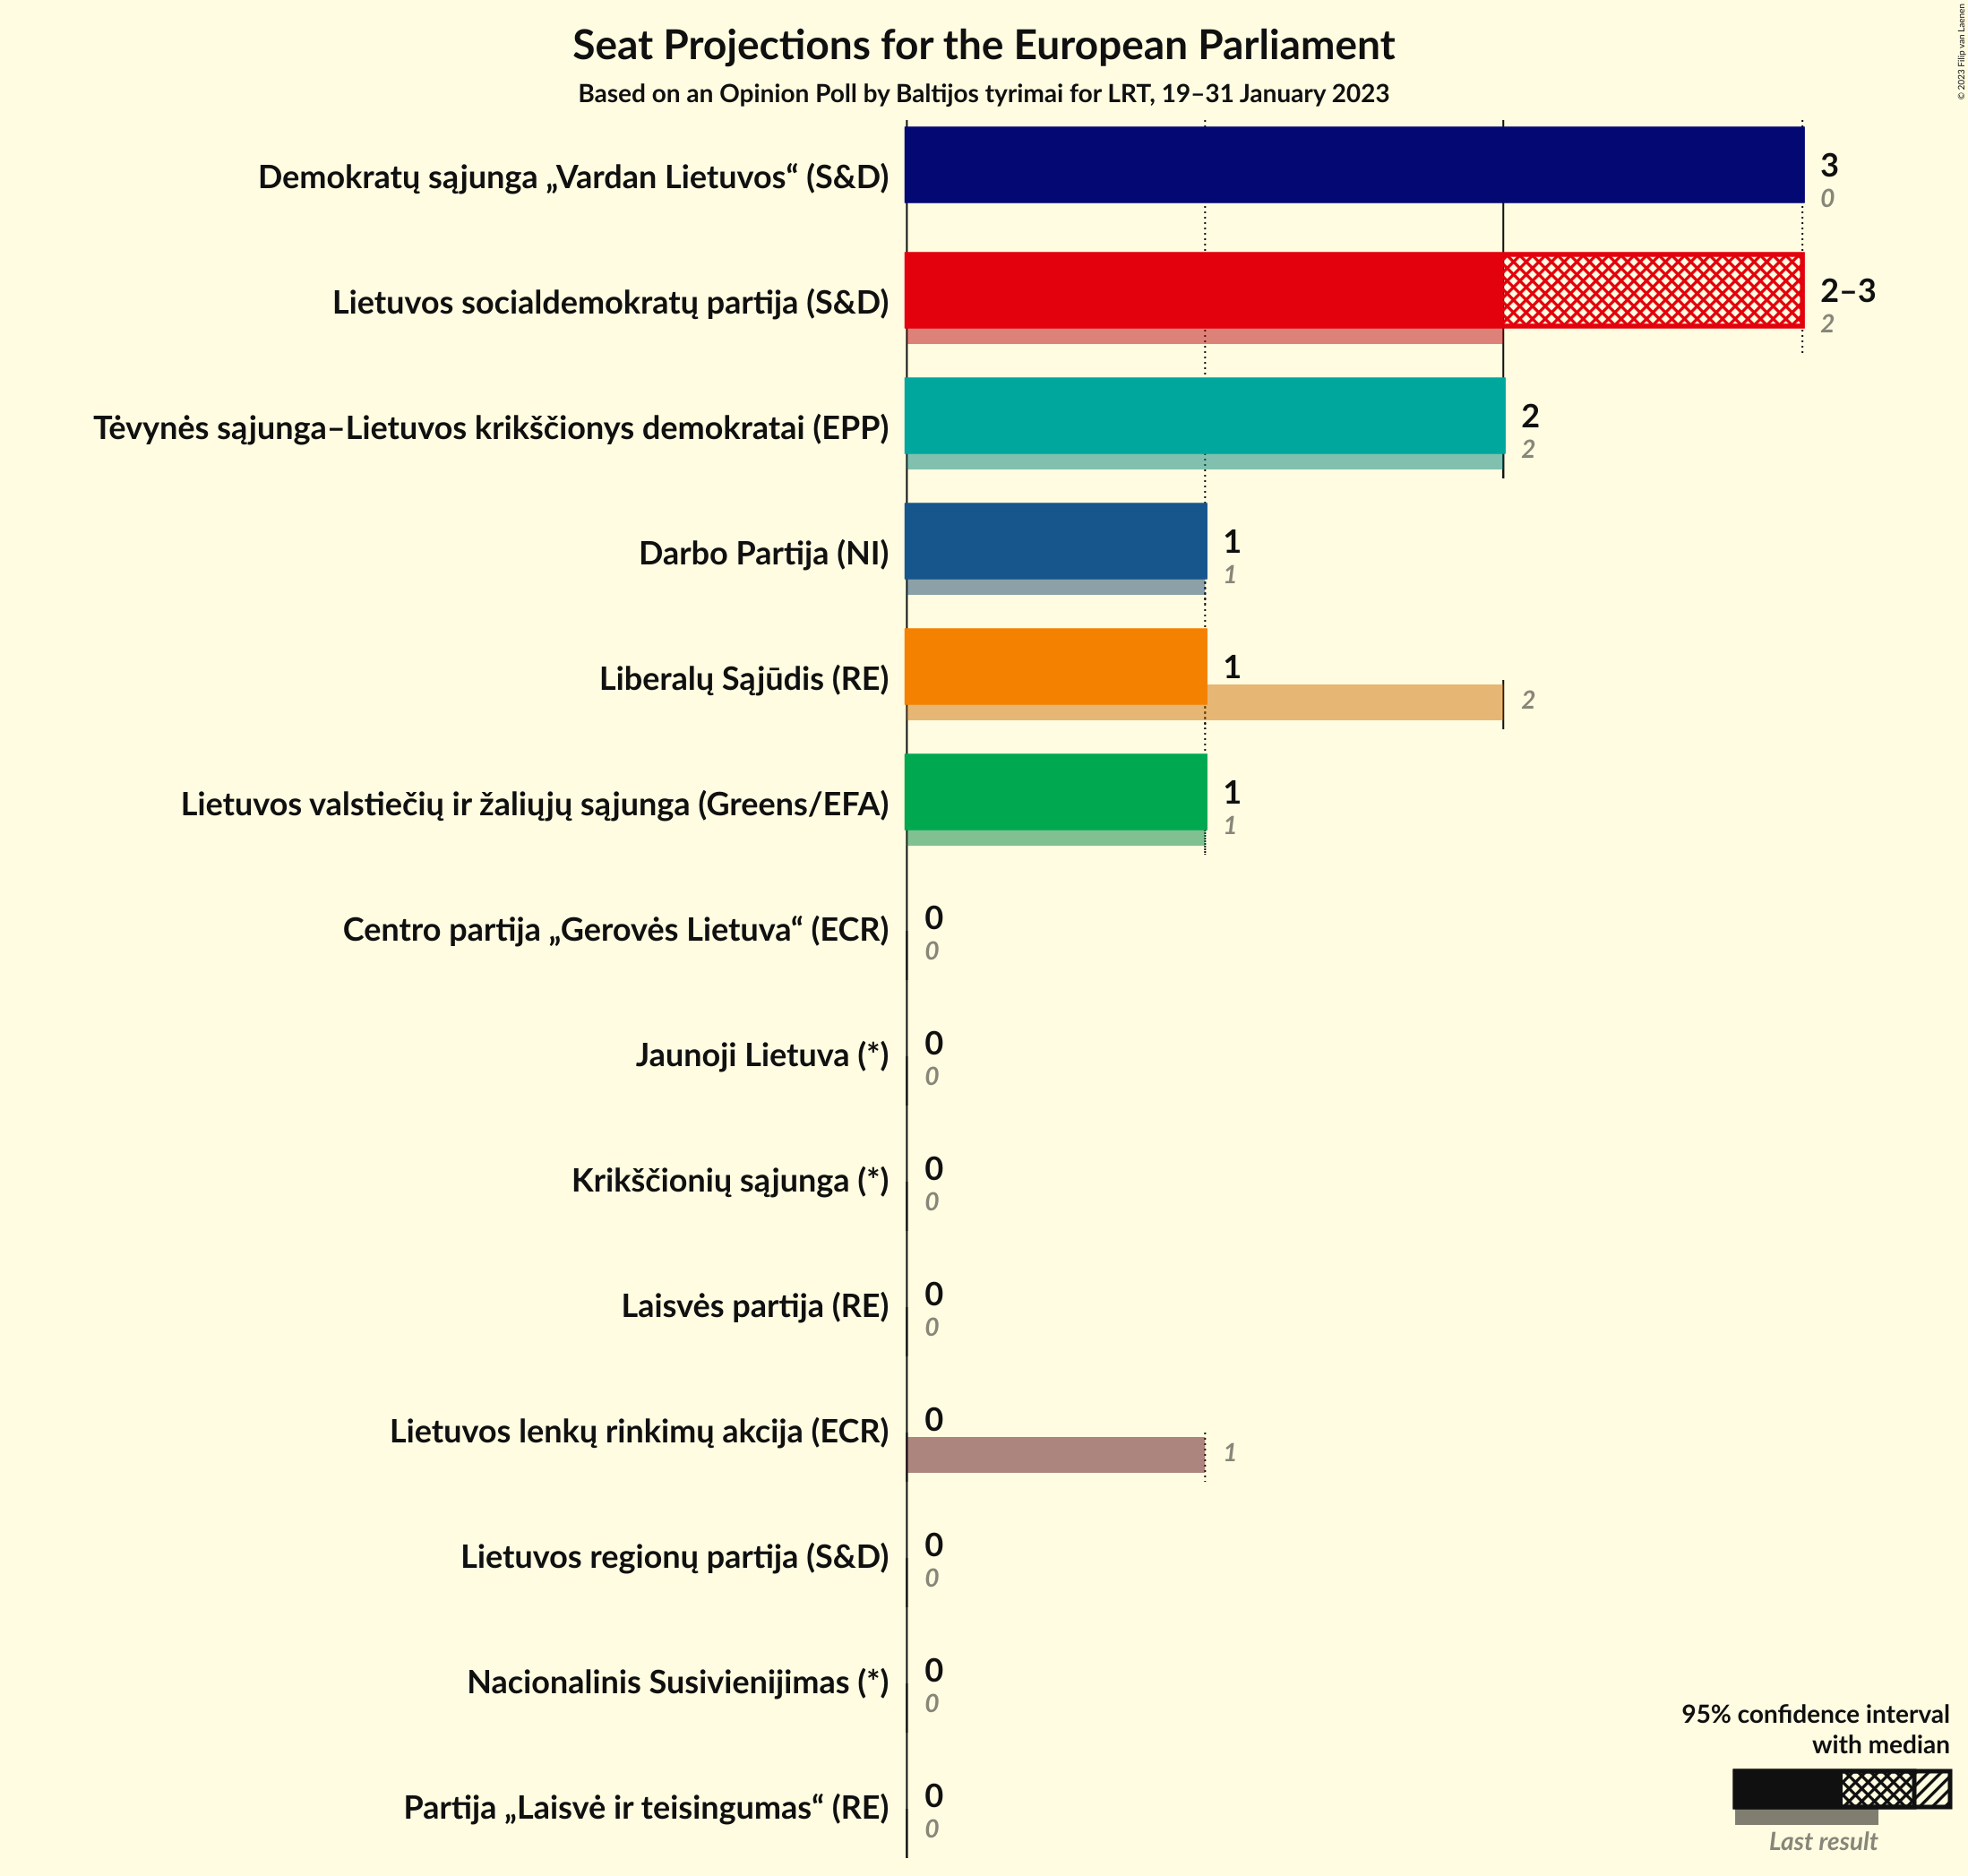 Seat Projections for the European Parliament
Based on an Opinion Poll by Baltijos tyrimai for LRT, 19–31 January 2023
© 2023 Filip van Laenen
Demokratų sąjunga „Vardan Lietuvos“ (S&D)
3
0
Lietuvos socialdemokratų partija (S&D)
2–3
2
Tėvynės sąjunga–Lietuvos krikščionys demokratai (EPP)
2
2
Darbo Partija (NI)
1
1
Liberalų Sąjūdis (RE)
1
2
Lietuvos valstiečių ir žaliųjų sąjunga (Greens/EFA)
1
1
Centro partija „Gerovės Lietuva“ (ECR)
0
0
Jaunoji Lietuva (*)
0
0
Krikščionių sąjunga (*)
0
0
Laisvės partija (RE)
0
0
Lietuvos lenkų rinkimų akcija (ECR)
0
1
Lietuvos regionų partija (S&D)
0
0
Nacionalinis Susivienijimas (*)
0
0
Partija „Laisvė ir teisingumas“ (RE)
0
0
95% confidence interval
with median
Last result